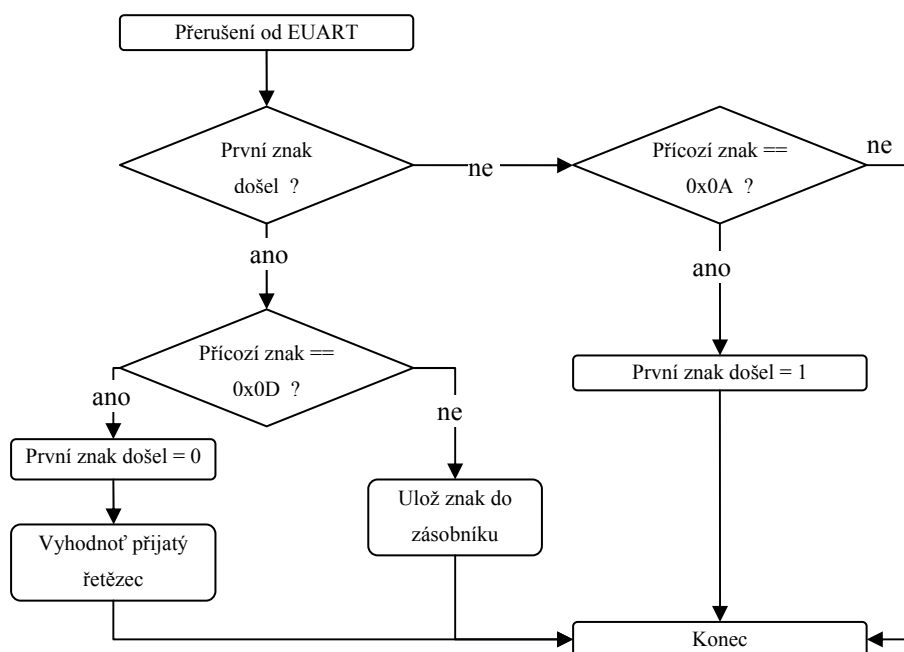 Přerušení od EUART
První znak
došel ?
ne
Přícozí znak ==
0x0A ?
ne
ano
ano
Přícozí znak ==
0x0D ?
První znak došel = 1
ano
ne
První znak došel = 0
Ulož znak do
zásobníku
Vyhodnoť přijatý
řetězec
Konec